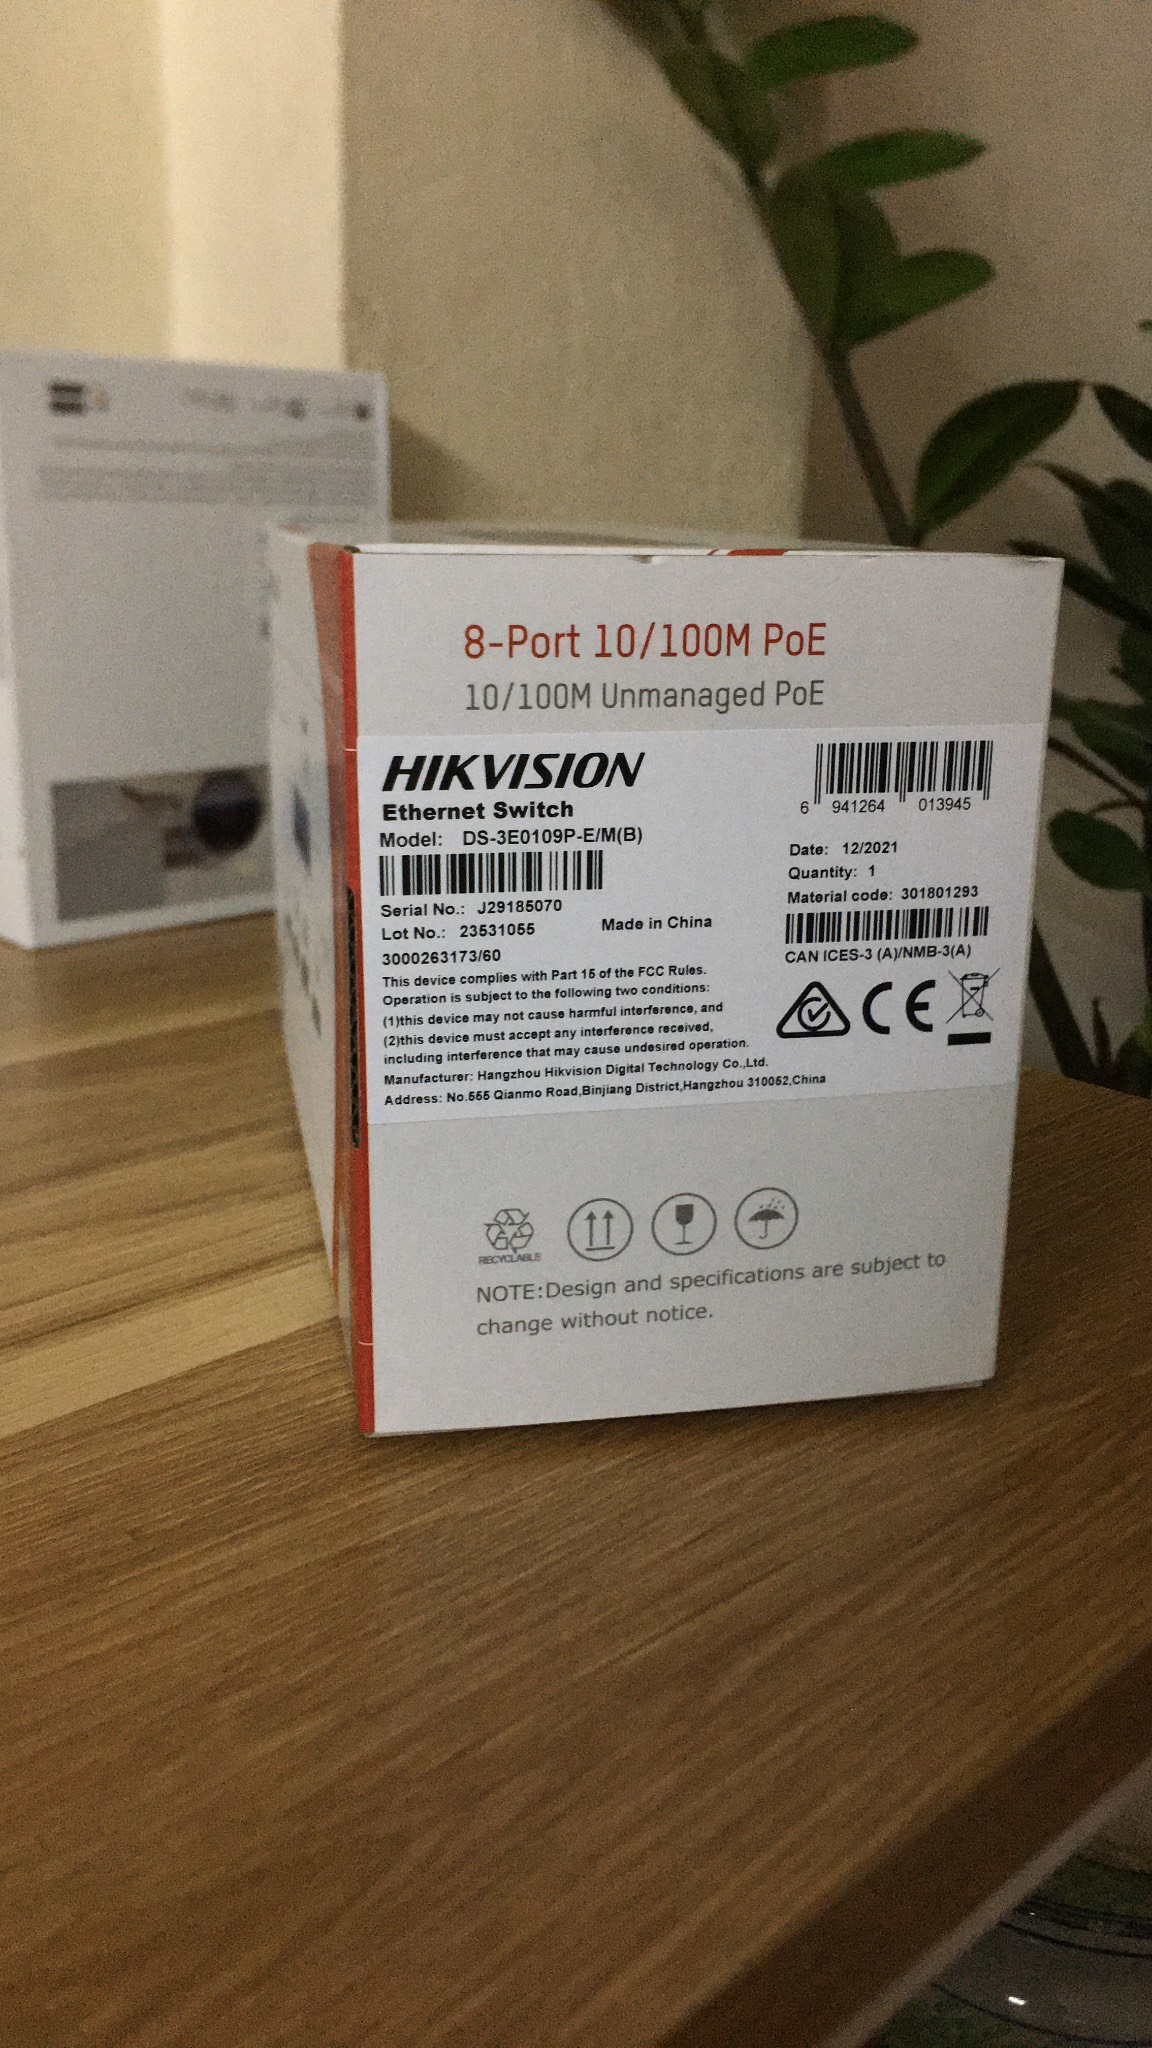 8-Port 10/100M PoE
10/100M Unmanaged PoE
HIKVISION
Ethernet Switch
Model: DS-3E0109P-E/M(B)
Serial No.: J29185070
Lot No.: 23531055
Made in China
3000263173/60
This device complies with Part 15 of the FCC Rules.
Operation is subject to the following two conditions:
(1)this device may not cause harmful interference, and
(2)this device must accept any interference received,
including interference that may cause undesired operation.
Manufacturer: Hangzhou Hikvision Digital Technology Co.,Ltd.
Address: No.555 Qianmo Road,Binjiang District,Hangzhou 310052,China
6 941264 013945
Date: 12/2021
Quantity: 1
Material code: 301801293
CAN ICES-3 (A)/NMB-3(A)
CE
RECYCLABLE
NOTE:Design and specifications are subject to
change without notice.